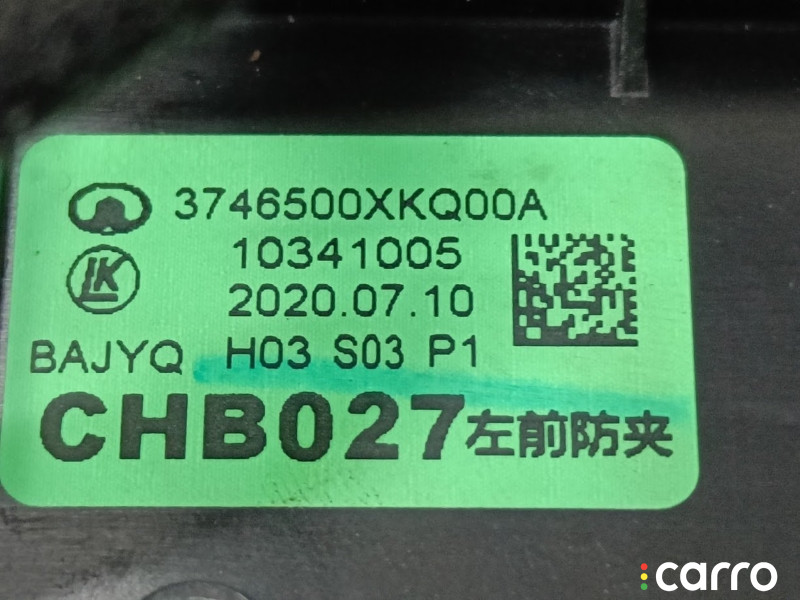 3746500XKQ00A
10341005
LK
2020.07.10
BAJYQ H03 S03 P1
CHB027左前防夹
carro